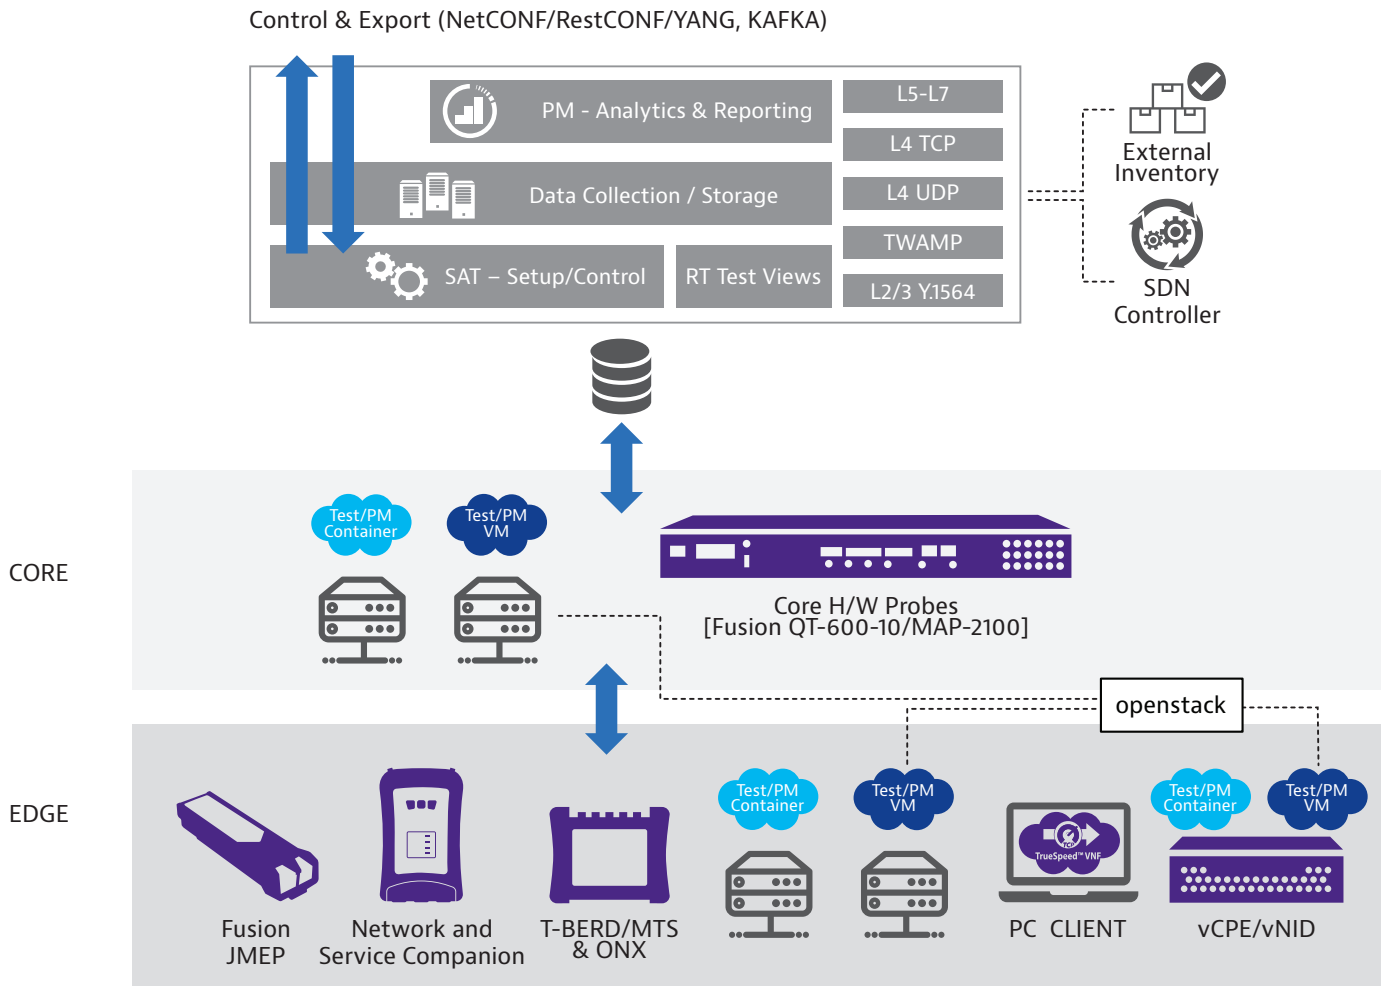 Control & Export (NetCONF/RestCONF/YANG, KAFKA)
PM - Analytics & Reporting
Data Collection / Storage
SAT – Setup/Control
RT Test Views
L5-L7
L4 TCP
L4 UDP
TWAMP
L2/3 Y.1564
External
Inventory
SDN
Controller
CORE
Test/PM
Container
Test/PM
VM
Core H/W Probes
[Fusion QT-600-10/MAP-2100]
openstack
EDGE
Fusion
JMEP
Network and
Service Companion
T-BERD/MTS
& ONX
Test/PM
Container
Test/PM
VM
TCP
TrueSpeed™ VNF
PC CLIENT
Test/PM
Container
Test/PM
VM
vCPE/vNID